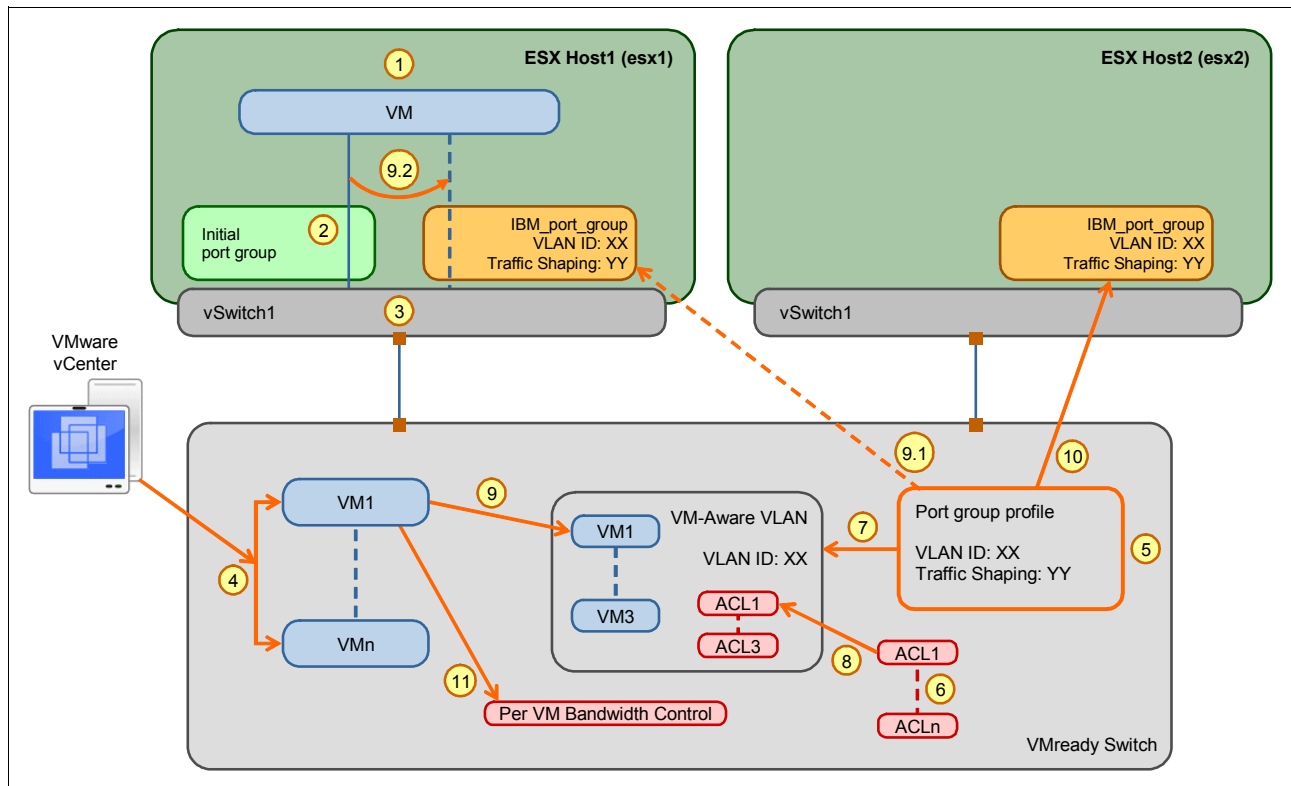 ESX Host1 (esx1)
1
VM
9.2
Initial
port group
2
IBM_port_group
VLAN ID: XX
Traffic Shaping: YY
vSwitch1
3
ESX Host2 (esx2)
IBM_port_group
VLAN ID: XX
Traffic Shaping: YY
vSwitch1
VMware
vCenter
4
VM1
VMn
9
11
Per VM Bandwidth Control
VM-Aware VLAN
VLAN ID: XX
VM1
VM3
ACL1
ACL3
7
8
9.1
10
Port group profile
VLAN ID: XX
Traffic Shaping: YY
5
ACL1
6
ACLn
VMready Switch